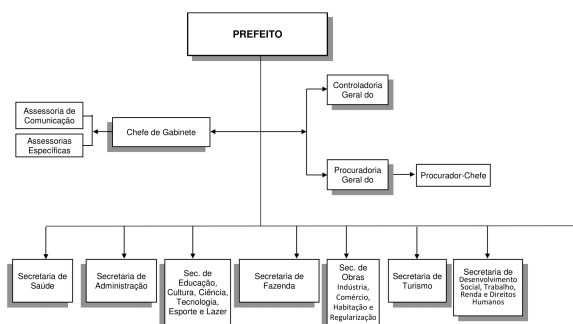 PREFEITO
Controladoria
Geral do
Assessoria de
Comunicação
Assessorias
Específicas
Chefe de Gabinete
Procuradoria
Geral do
Procurador-Chefe
Secretaria de
Saúde
Secretaria de
Administração
Sec. de
Educação,
Cultura, Ciência,
Tecnologia,
Esporte e Lazer
Secretaria de
Fazenda
Sec. de
Obras
Indústria,
Comércio,
Habitação e
Regularização
Secretaria de
Turismo
Secretaria de
Desenvolvimento
Social, Trabalho,
Renda e Direitos
Humanos